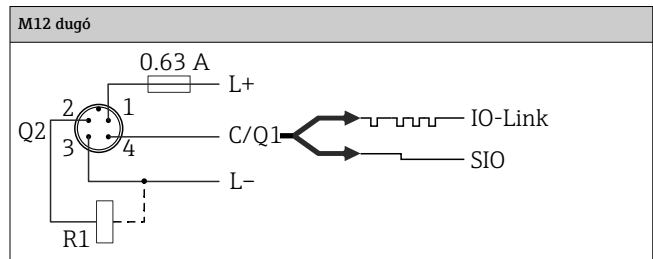 M12 dugó
0.63 A
L+
2 1
Q2
3 4
C/Q1
IO-Link
SIO
L–
R1